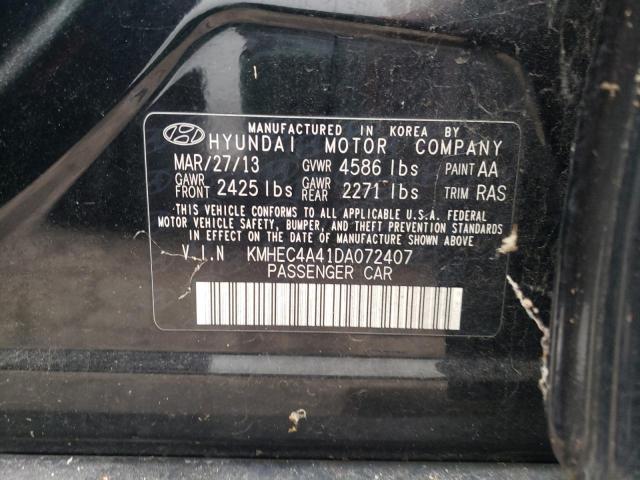 MANUFACTURED IN KOREA BY
HYUNDAI MOTOR COMPANY
MAR/27/13 GVWR 4586 lbs PAINT AA
GAWR FRONT 2425 lbs GAWR REAR 2271 lbs TRIM RAS
THIS VEHICLE CONFORMS TO ALL APPLICABLE U.S.A. FEDERAL
MOTOR VEHICLE SAFETY, BUMPER, AND THEFT PREVENTION STANDARDS
IN EFFECT ON THE DATE OF MANUFACTURE SHOWN ABOVE
V.I.N KMHEC4A41DA072407
PASSENGER CAR